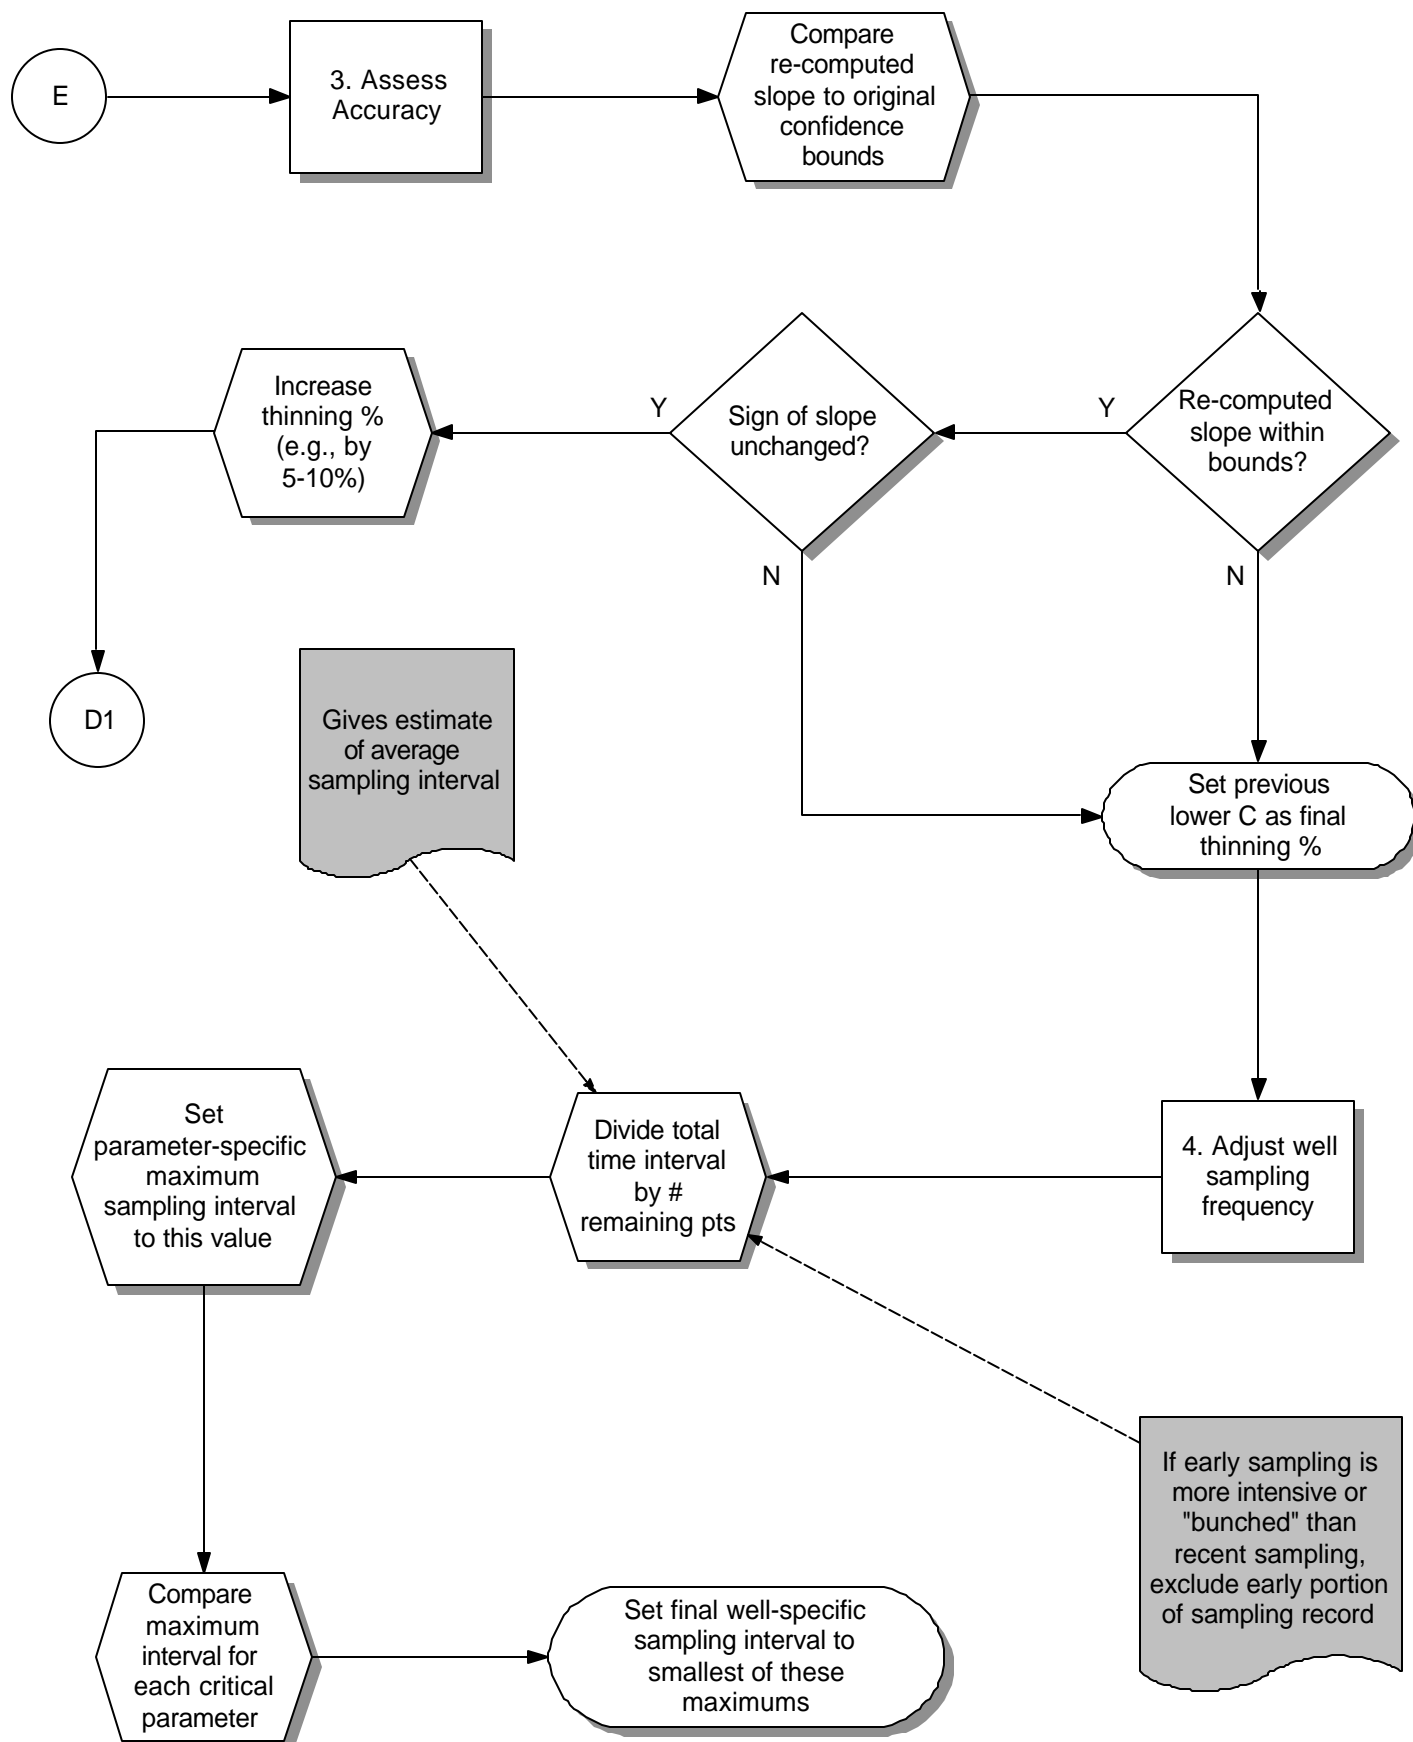 E
3. Assess
Accuracy
Compare
re-computed
slope to original
confidence
bounds
Increase
thinning %
(e.g., by
5-10%)
Y
Sign of slope
unchanged?
Y
Re-computed
slope within
bounds?
N
N
D1
Gives estimate
of average
sampling interval
Set previous
lower C as final
thinning %
Set
parameter-specific
maximum
sampling interval
to this value
Divide total
time interval
by #
remaining pts
4. Adjust well
sampling
frequency
If early sampling is
more intensive or
"bunched" than
recent sampling,
exclude early portion
of sampling record
Compare
maximum
interval for
each critical
parameter
Set final well-specific
sampling interval to
smallest of these
maximums